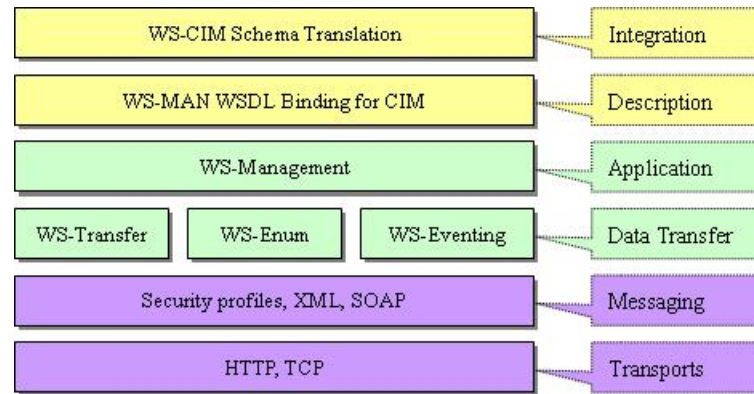 WS-CIM Schema Translation
Integration
WS-MAN WSDL Binding for CIM
Description
WS-Management
Application
WS-Transfer
WS-Enum
WS-Eventing
Data Transfer
Security profiles, XML, SOAP
Messaging
HTTP, TCP
Transports